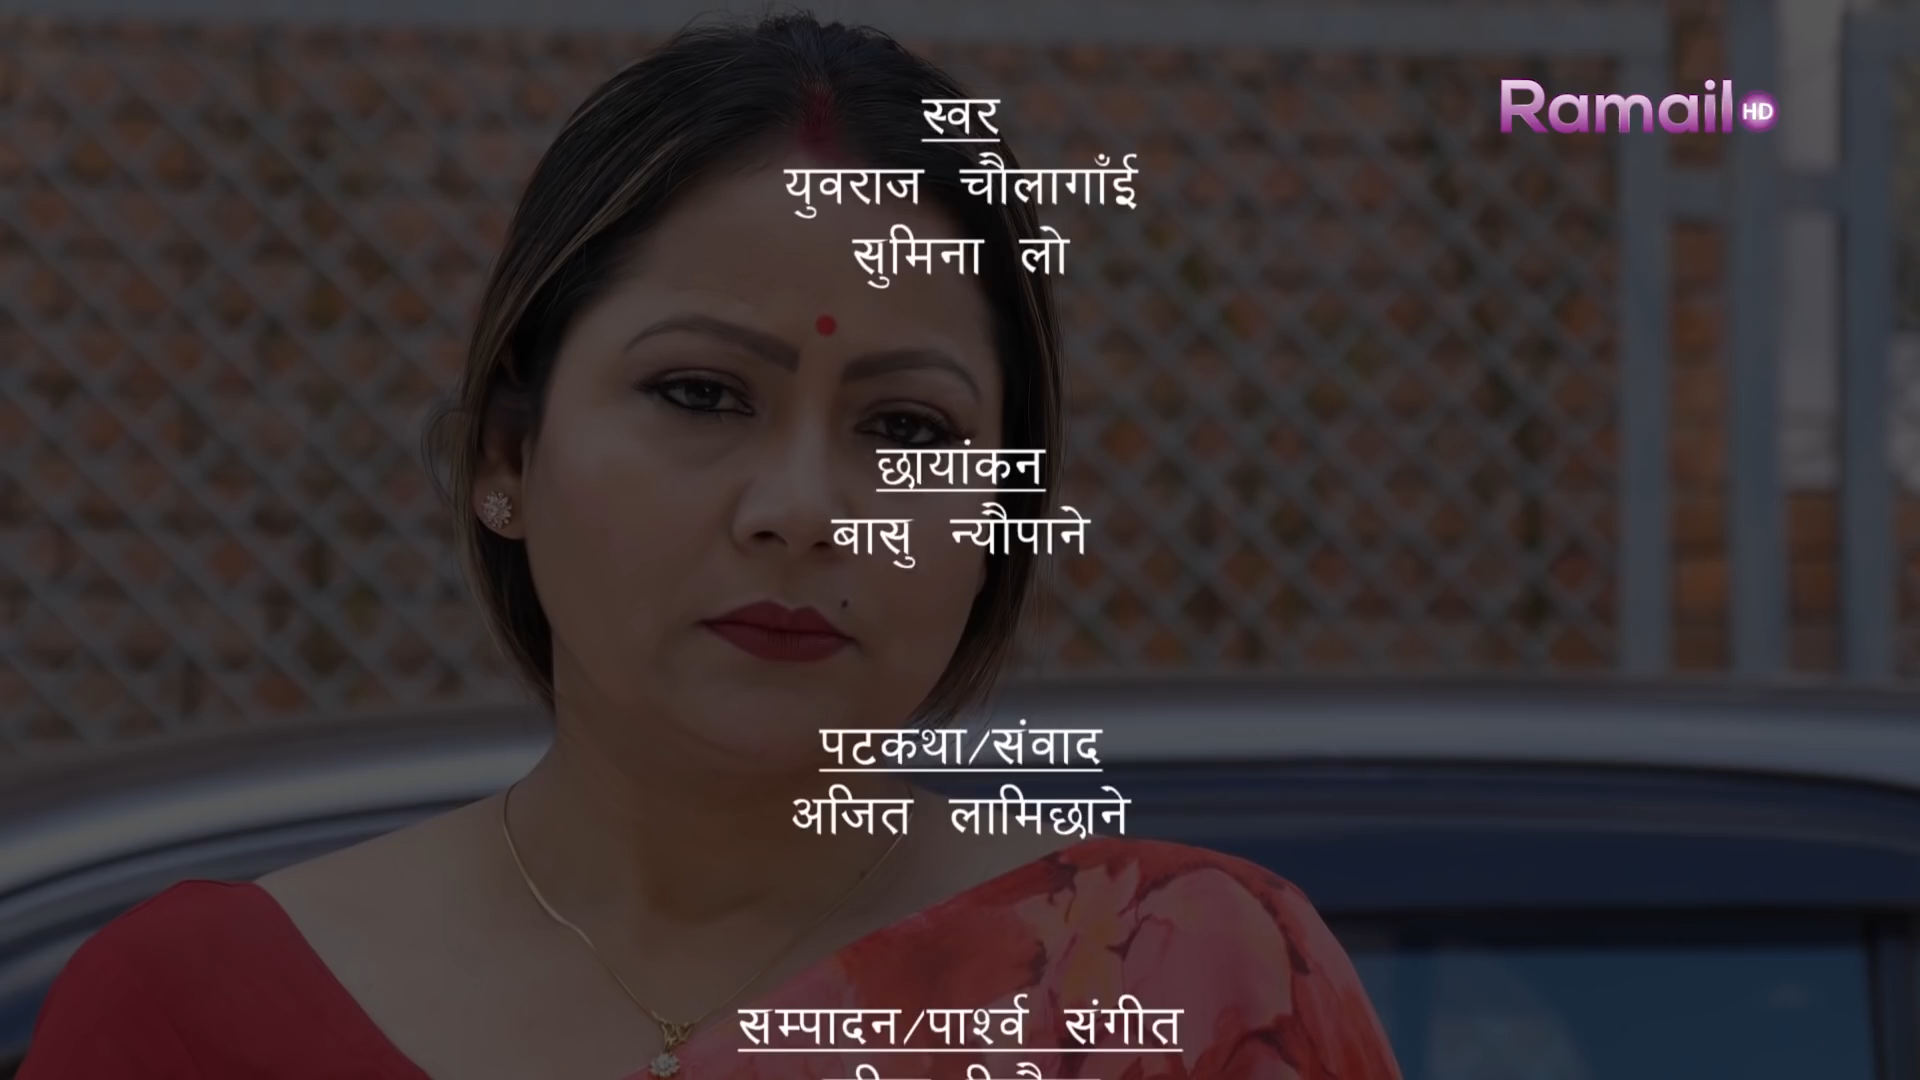 Ramail HD
स्वर
युवराज चौलागाँई
सुमिना लो
छायांकन
बासु न्यौपाने
पटकथा/संवाद
अजित लामिछाने
सम्पादन/पार्श्व संगीत